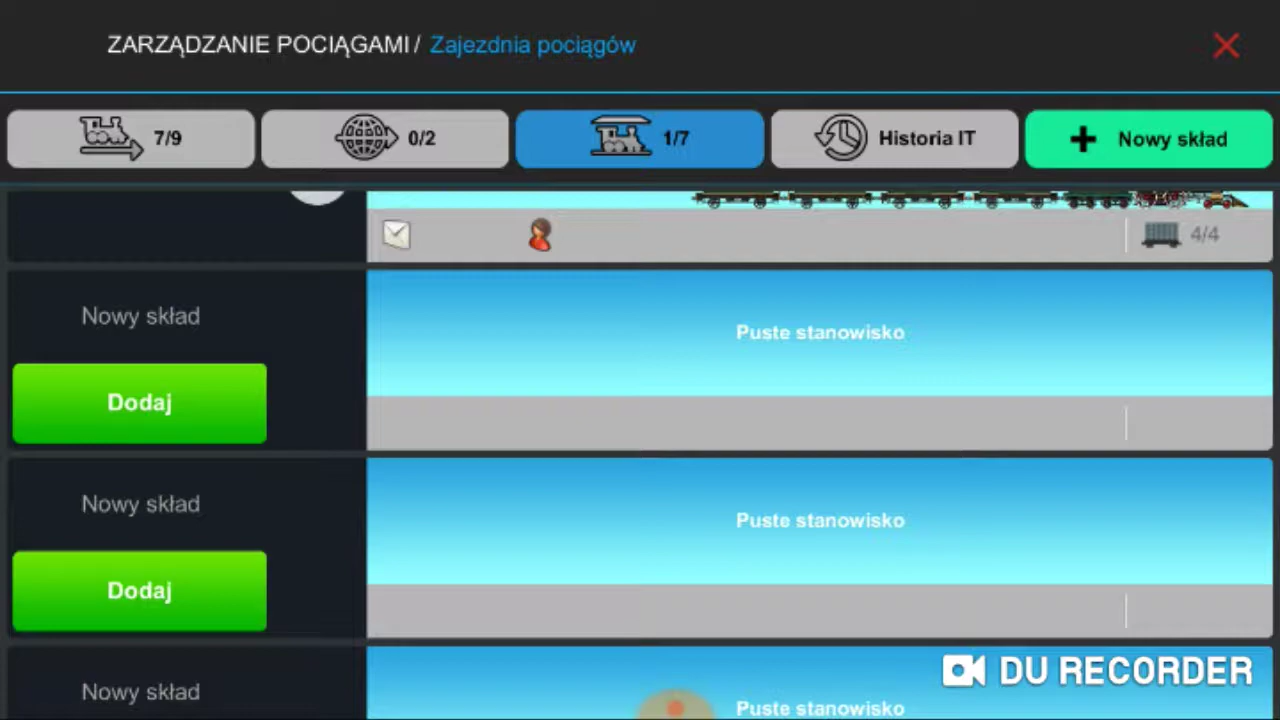 ZARZĄDZANIE POCIĄGAMI / Zajezdnia pociągów
7/9
0/2
1/7
Historia IT
Nowy skład
4/4
Nowy skład
Puste stanowisko
Dodaj
Nowy skład
Puste stanowisko
Dodaj
Nowy skład
Puste stanowisko
DU RECORDER